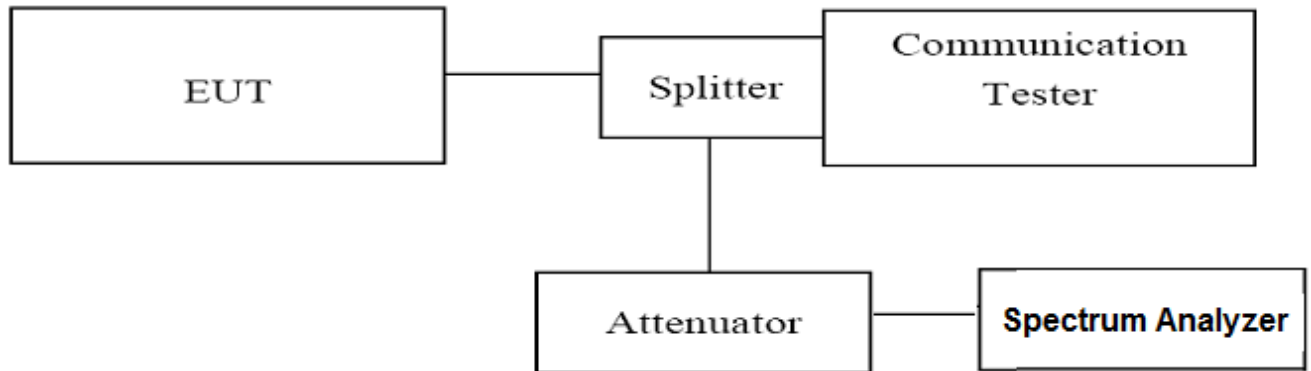 EUT
Splitter
Communication
Tester
Attenuator
Spectrum Analyzer